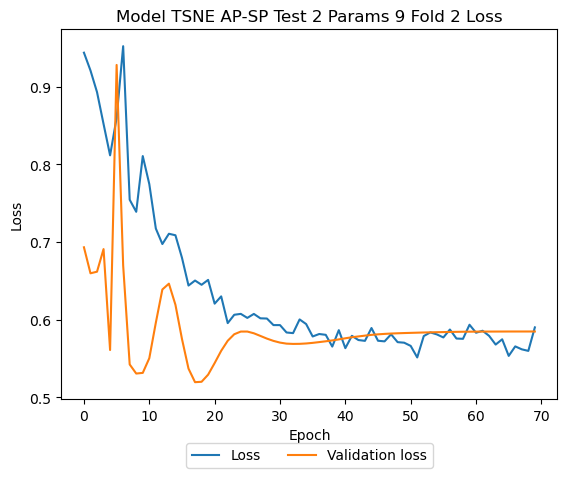 Model TSNE AP-SP Test 2 Params 9 Fold 2 Loss
0.9
0.8
0.7
0.6
0.5
Loss
0 10 20 30 40 50 60 70
Epoch
Loss Validation loss